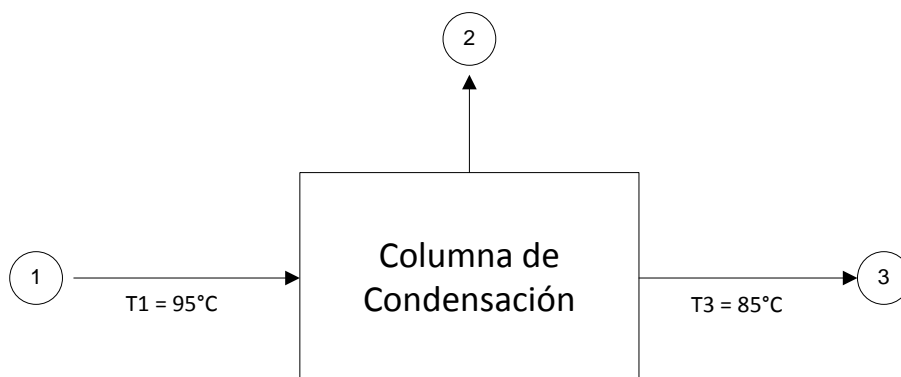 2
Columna de
Condensación
1
T1 = 95°C
T3 = 85°C
3